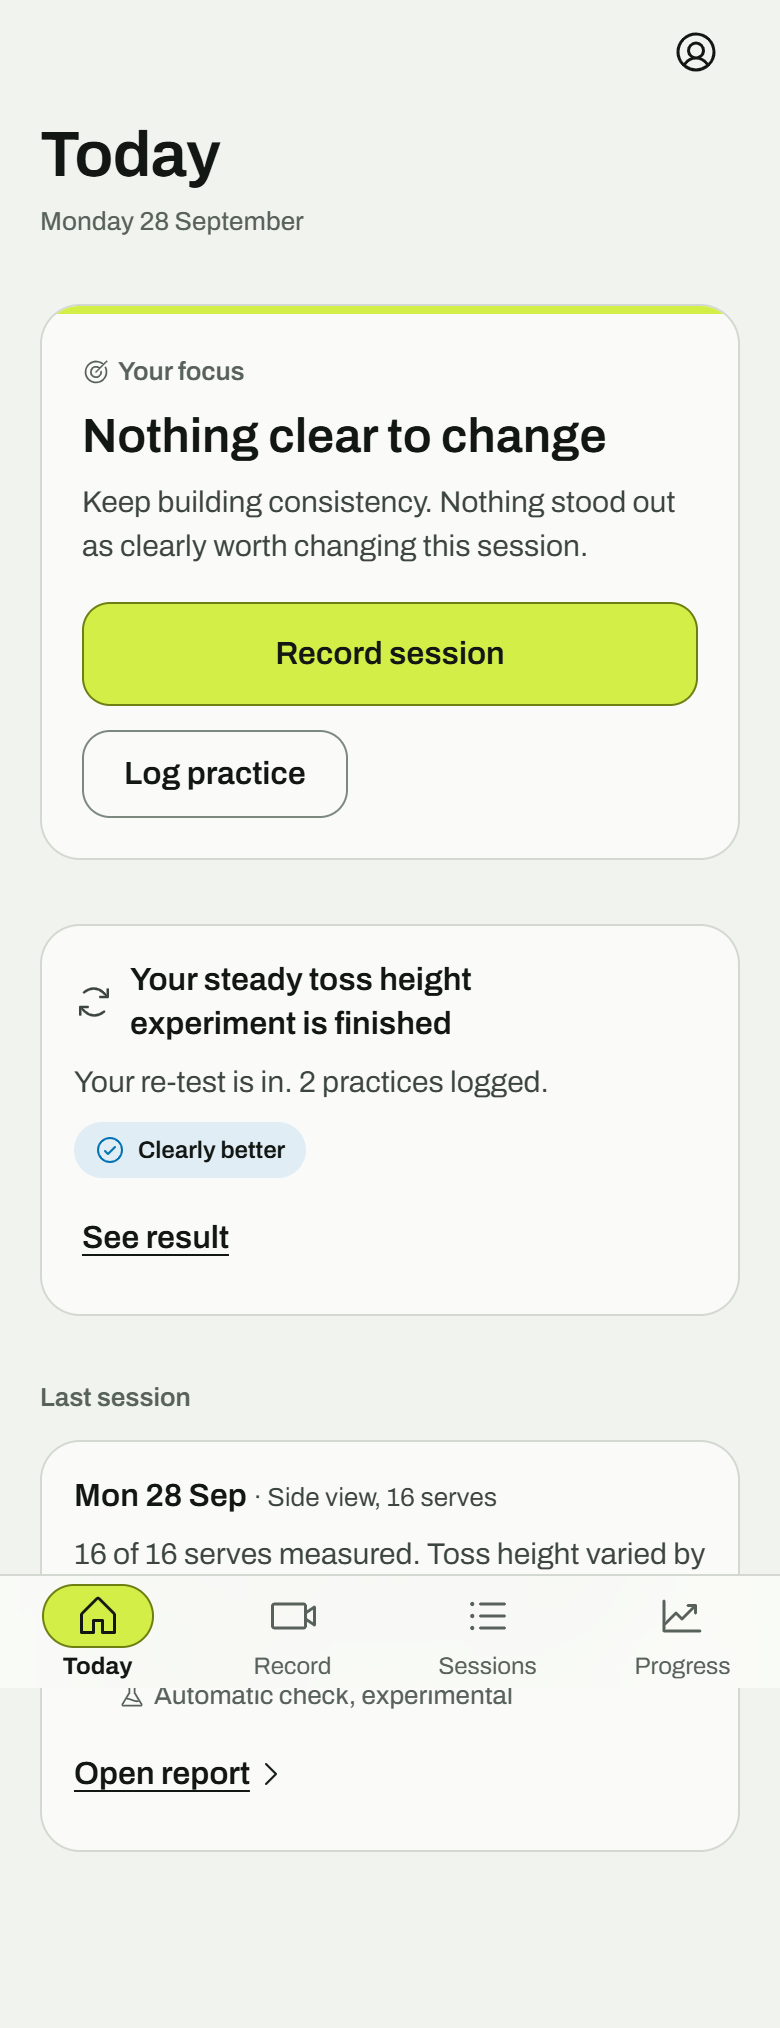 Today
Monday 28 September
Your focus
Nothing clear to change
Keep building consistency. Nothing stood out
as clearly worth changing this session.
Record session
Log practice
Your steady toss height
experiment is finished
Your re-test is in. 2 practices logged.
Clearly better
See result
Last session
Mon 28 Sep · Side view, 16 serves
16 of 16 serves measured. Toss height varied by
Today
Record
Sessions
Progress
Automatic check, experimental
Open report